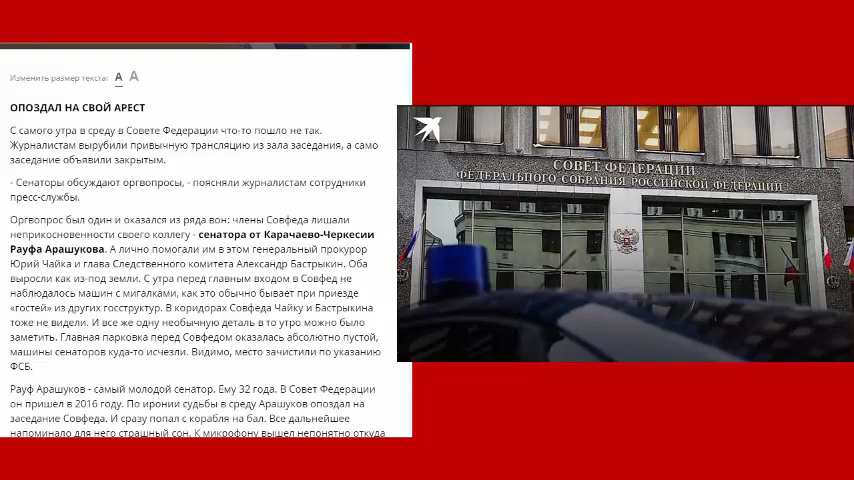 Изменить размер текста: A A
ОПОЗДАЛ НА СВОЙ АРЕСТ
С самого утра в среду в Совете Федерации что-то пошло не так.
Журналистам вырубили привычную трансляцию из зала заседания, а само
заседание объявили закрытым.
- Сенаторы обсуждают оргвопросы, - поясняли журналистам сотрудники
пресс-службы.
Оргвопрос был один и оказался из ряда вон: члены Совфеда лишали
неприкосновенности своего коллегу - сенатора от Карачаево-Черкесии
Рауфа Арашукова. А лично помогали им в этом генеральный прокурор
Юрий Чайка и глава Следственного комитета Александр Бастрыкин. Оба
выросли как из-под земли. С утра перед главным входом в Совфед не
наблюдалось машин с мигалками, как это обычно бывает при приезде
«гостей» из других госструктур. В коридорах Совфеда Чайку и Бастрыкина
тоже не видели. И все же одну необычную деталь в то утро можно было
заметить. Главная парковка перед Совфедом оказалась абсолютно пустой,
машины сенаторов куда-то исчезли. Видимо, место зачистили по указанию
ФСБ.
Рауф Арашуков - самый молодой сенатор. Ему 32 года. В Совет Федерации
он пришел в 2016 году. По иронии судьбы в среду Арашуков опоздал на
заседание Совфеда. И сразу попал с корабля на бал. Все дальнейшее
напоминало для него страшный сон. К микрофону вышел непонятно откуда
СОВЕТ ФЕДЕРАЦИИ
ФЕДЕРАЛЬНОГО СОБРАНИЯ РОССИЙСКОЙ ФЕДЕРАЦИИ